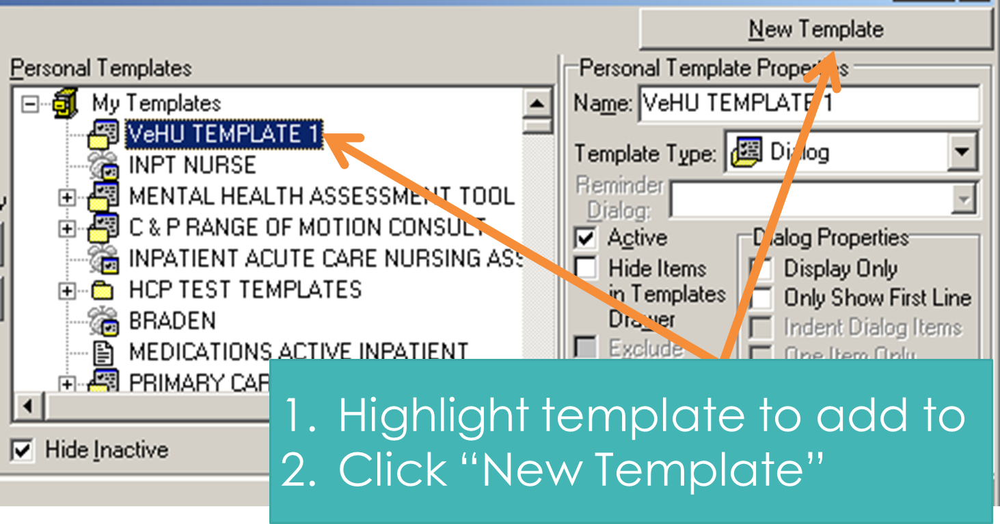 New Template
Personal Templates
My Templates
VeHU TEMPLATE 1
INPT NURSE
MENTAL HEALTH ASSESSMENT TOOL
C & P RANGE OF MOTION CONSULT
INPATIENT ACUTE CARE NURSING ASS
HCP TEST TEMPLATES
BRADEN
MEDICATIONS ACTIVE INPATIENT
PRIMARY CAR
Hide Inactive
Personal Template Properties
Name: VeHU TEMPLATE 1
Template Type: Dialog
Reminder
Dialog:
Active
Hide Items
in Templates
Drawer
Exclude
Dialog Properties
Display Only
Only Show First Line
Indent Dialog Items
One Item Only
1. Highlight template to add to
2. Click “New Template”